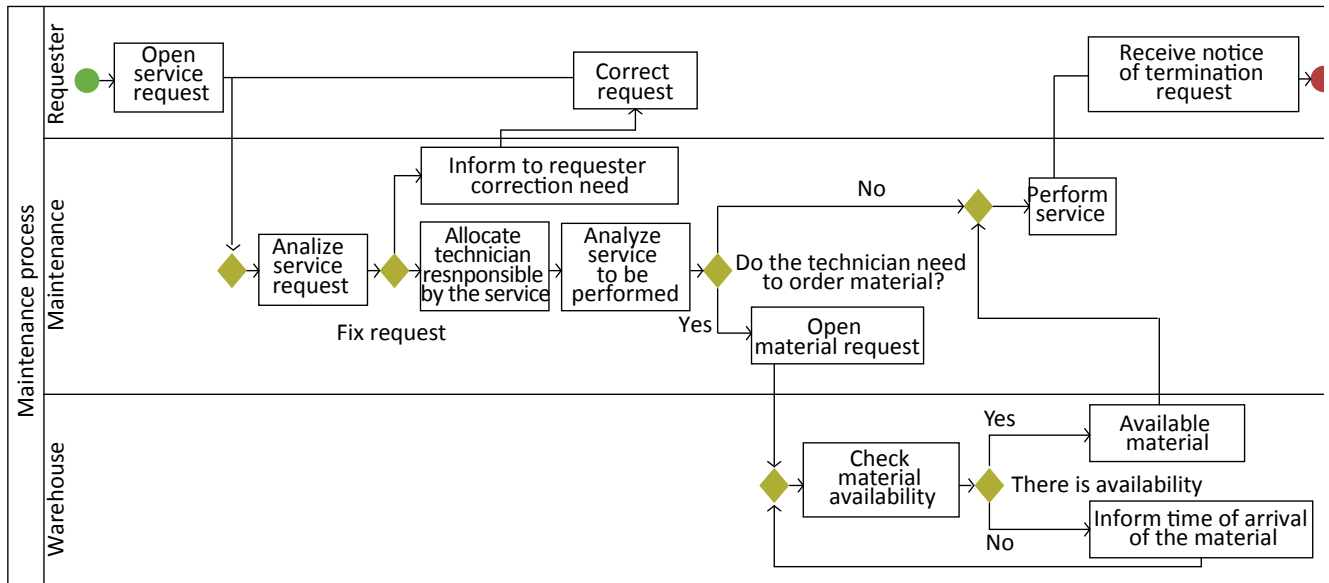 Maintenance process
Requester
Open
service
request
Correct
request
Receive notice
of termination
request
Maintenance
Inform to requester
correction need
No
Perform
service
Analize
service
request
Allocate
technician
resnponsible
by the service
Analyze
service
to be
performed
Do the technician need
to order material?
Fix request
Yes
Open
material request
Warehouse
Yes
Available
material
Check
material
availability
There is availability
No
Inform time of arrival
of the material